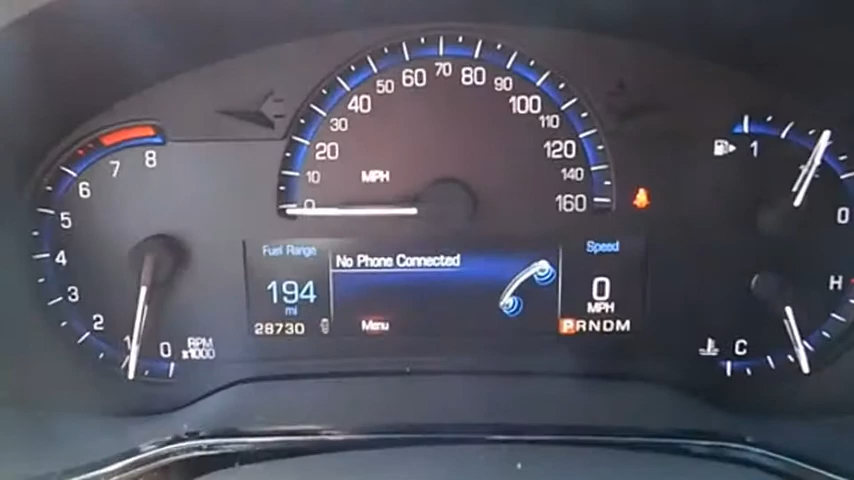 0
1
2
3
4
5
6
7
8
RPM
x1000
0
10
20
30
40
50
60
70
80
90
100
110
120
140
160
MPH
1
0
C
H
Fuel Range
194
mi
28730
No Phone Connected
Menu
Speed
0
MPH
PRNDM